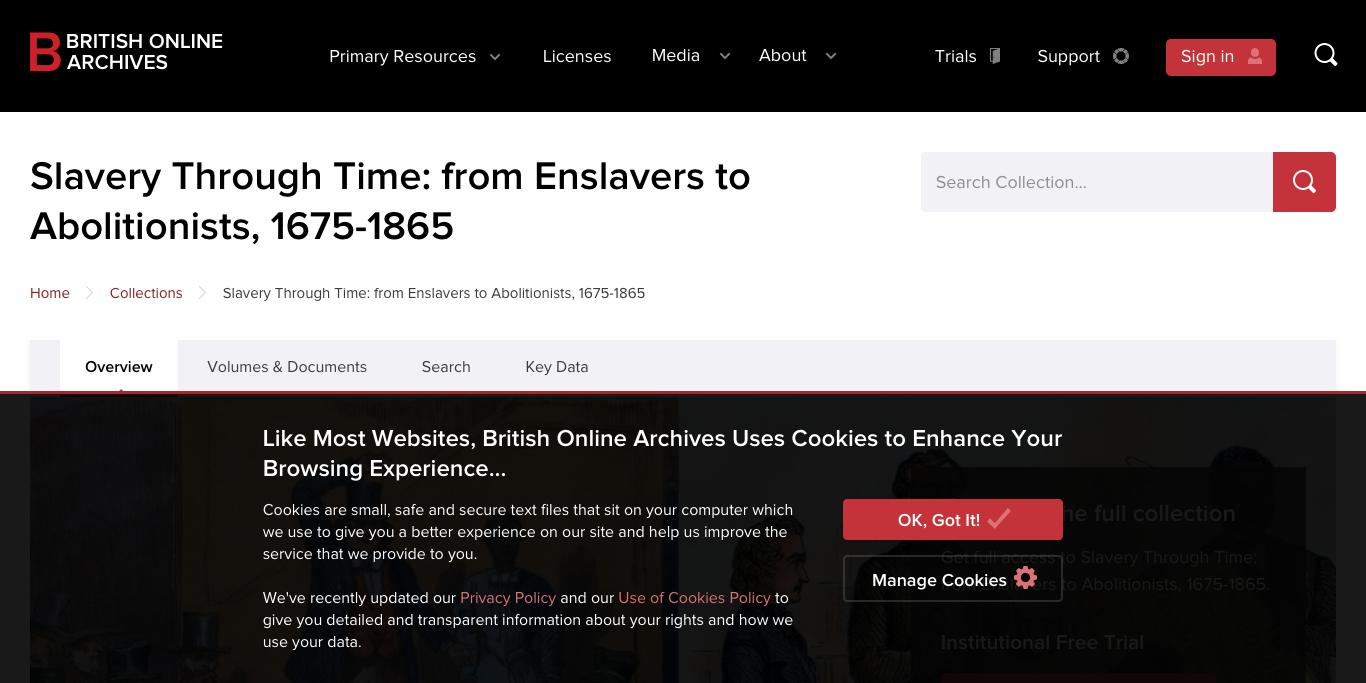 BRITISH ONLINE
ARCHIVES
Primary Resources
Licenses
Media
About
Trials
Support
Sign in
Slavery Through Time: from Enslavers to
Abolitionists, 1675-1865
Search Collection...
Home
Collections
Slavery Through Time: from Enslavers to Abolitionists, 1675-1865
Overview
Volumes & Documents
Search
Key Data
Like Most Websites, British Online Archives Uses Cookies to Enhance Your
Browsing Experience...
Cookies are small, safe and secure text files that sit on your computer which
we use to give you a better experience on our site and help us improve the
service that we provide to you.
We've recently updated our Privacy Policy and our Use of Cookies Policy to
give you detailed and transparent information about your rights and how we
use your data.
OK, Got It!
Manage Cookies
the full collection
Get full access to Slavery Through Time:
to Abolitionists, 1675-1865.
Institutional Free Trial